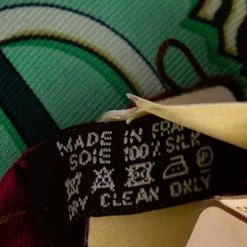 MADE IN FRA
SOIE 100% SILK
DRY CLEAN ONLY